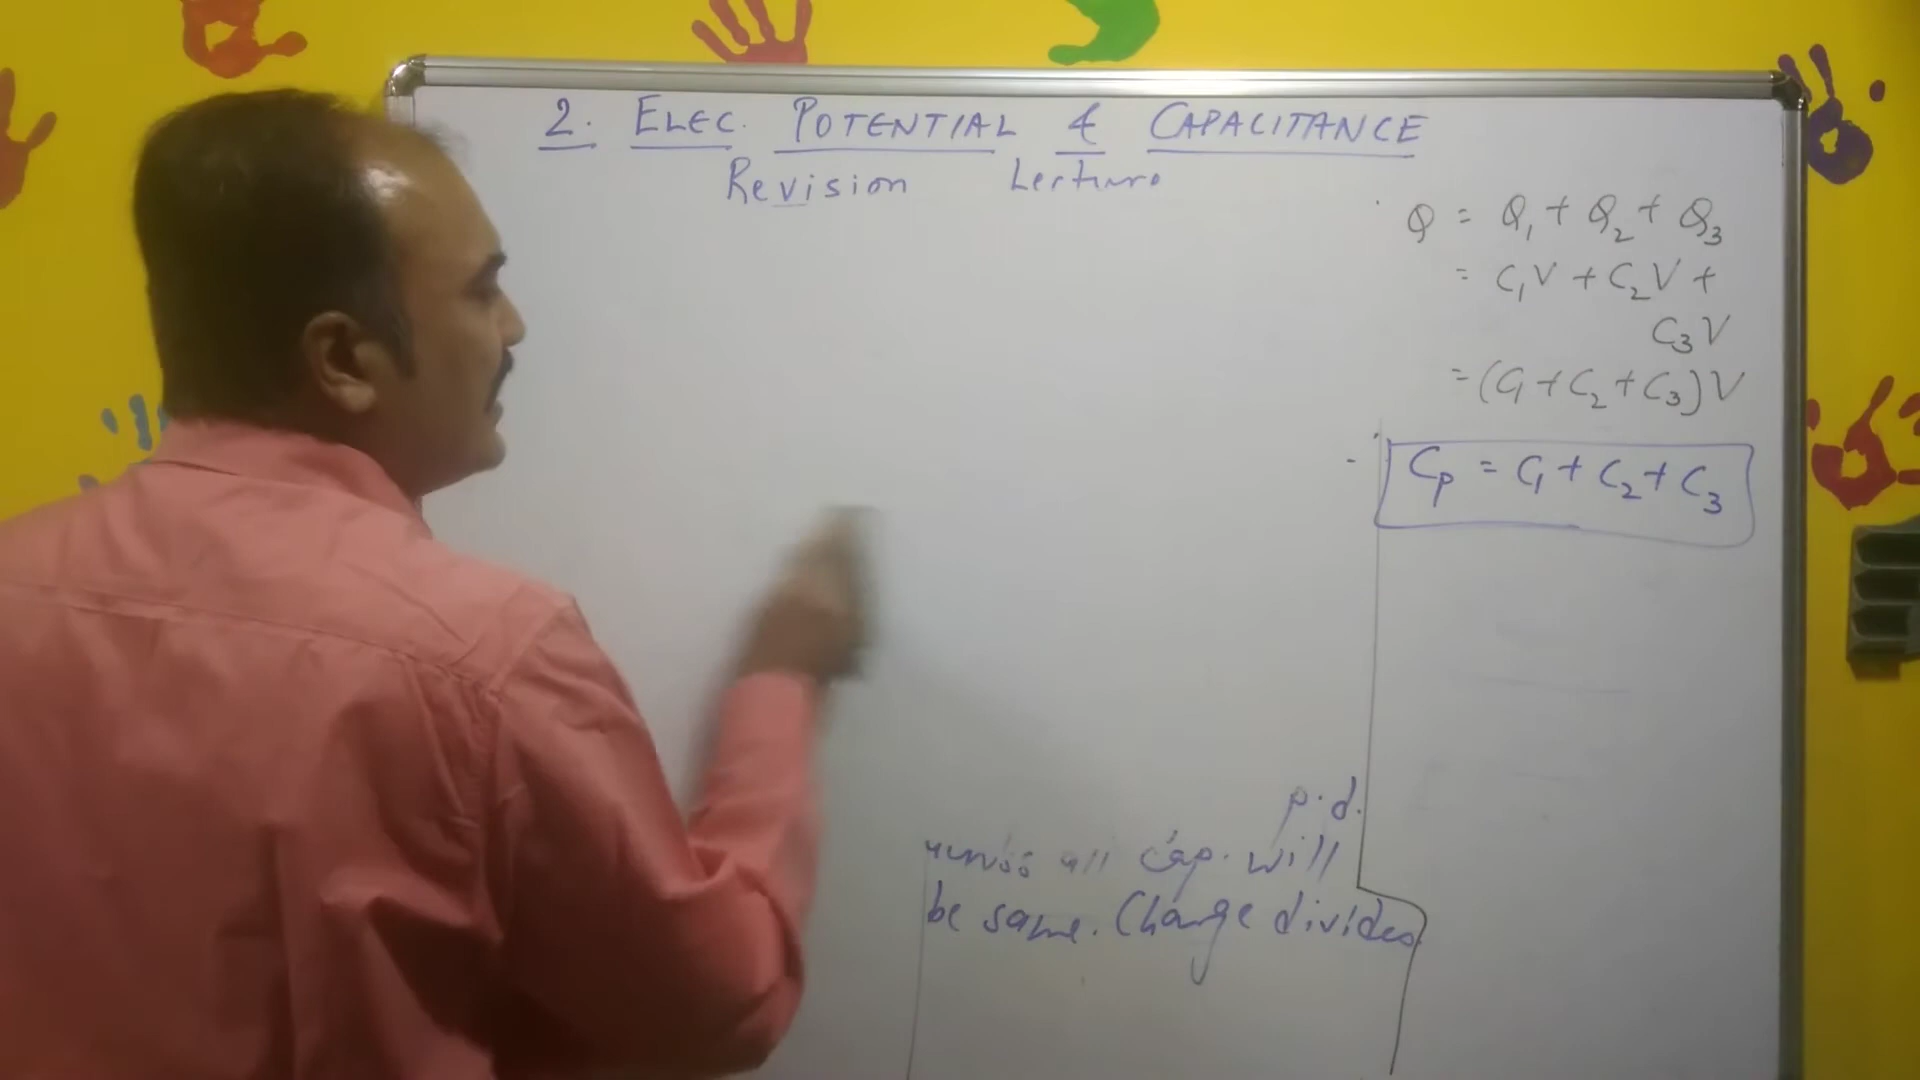 2. ELEC. POTENTIAL & CAPACITANCE
Revision Lecture
Q = Q₁ + Q₂ + Q₃
= C₁V + C₂V +
C₃V
= (C₁ + C₂ + C₃)V
Cp = C₁ + C₂ + C₃
p.d.
all cap. will
be same. Charge divides